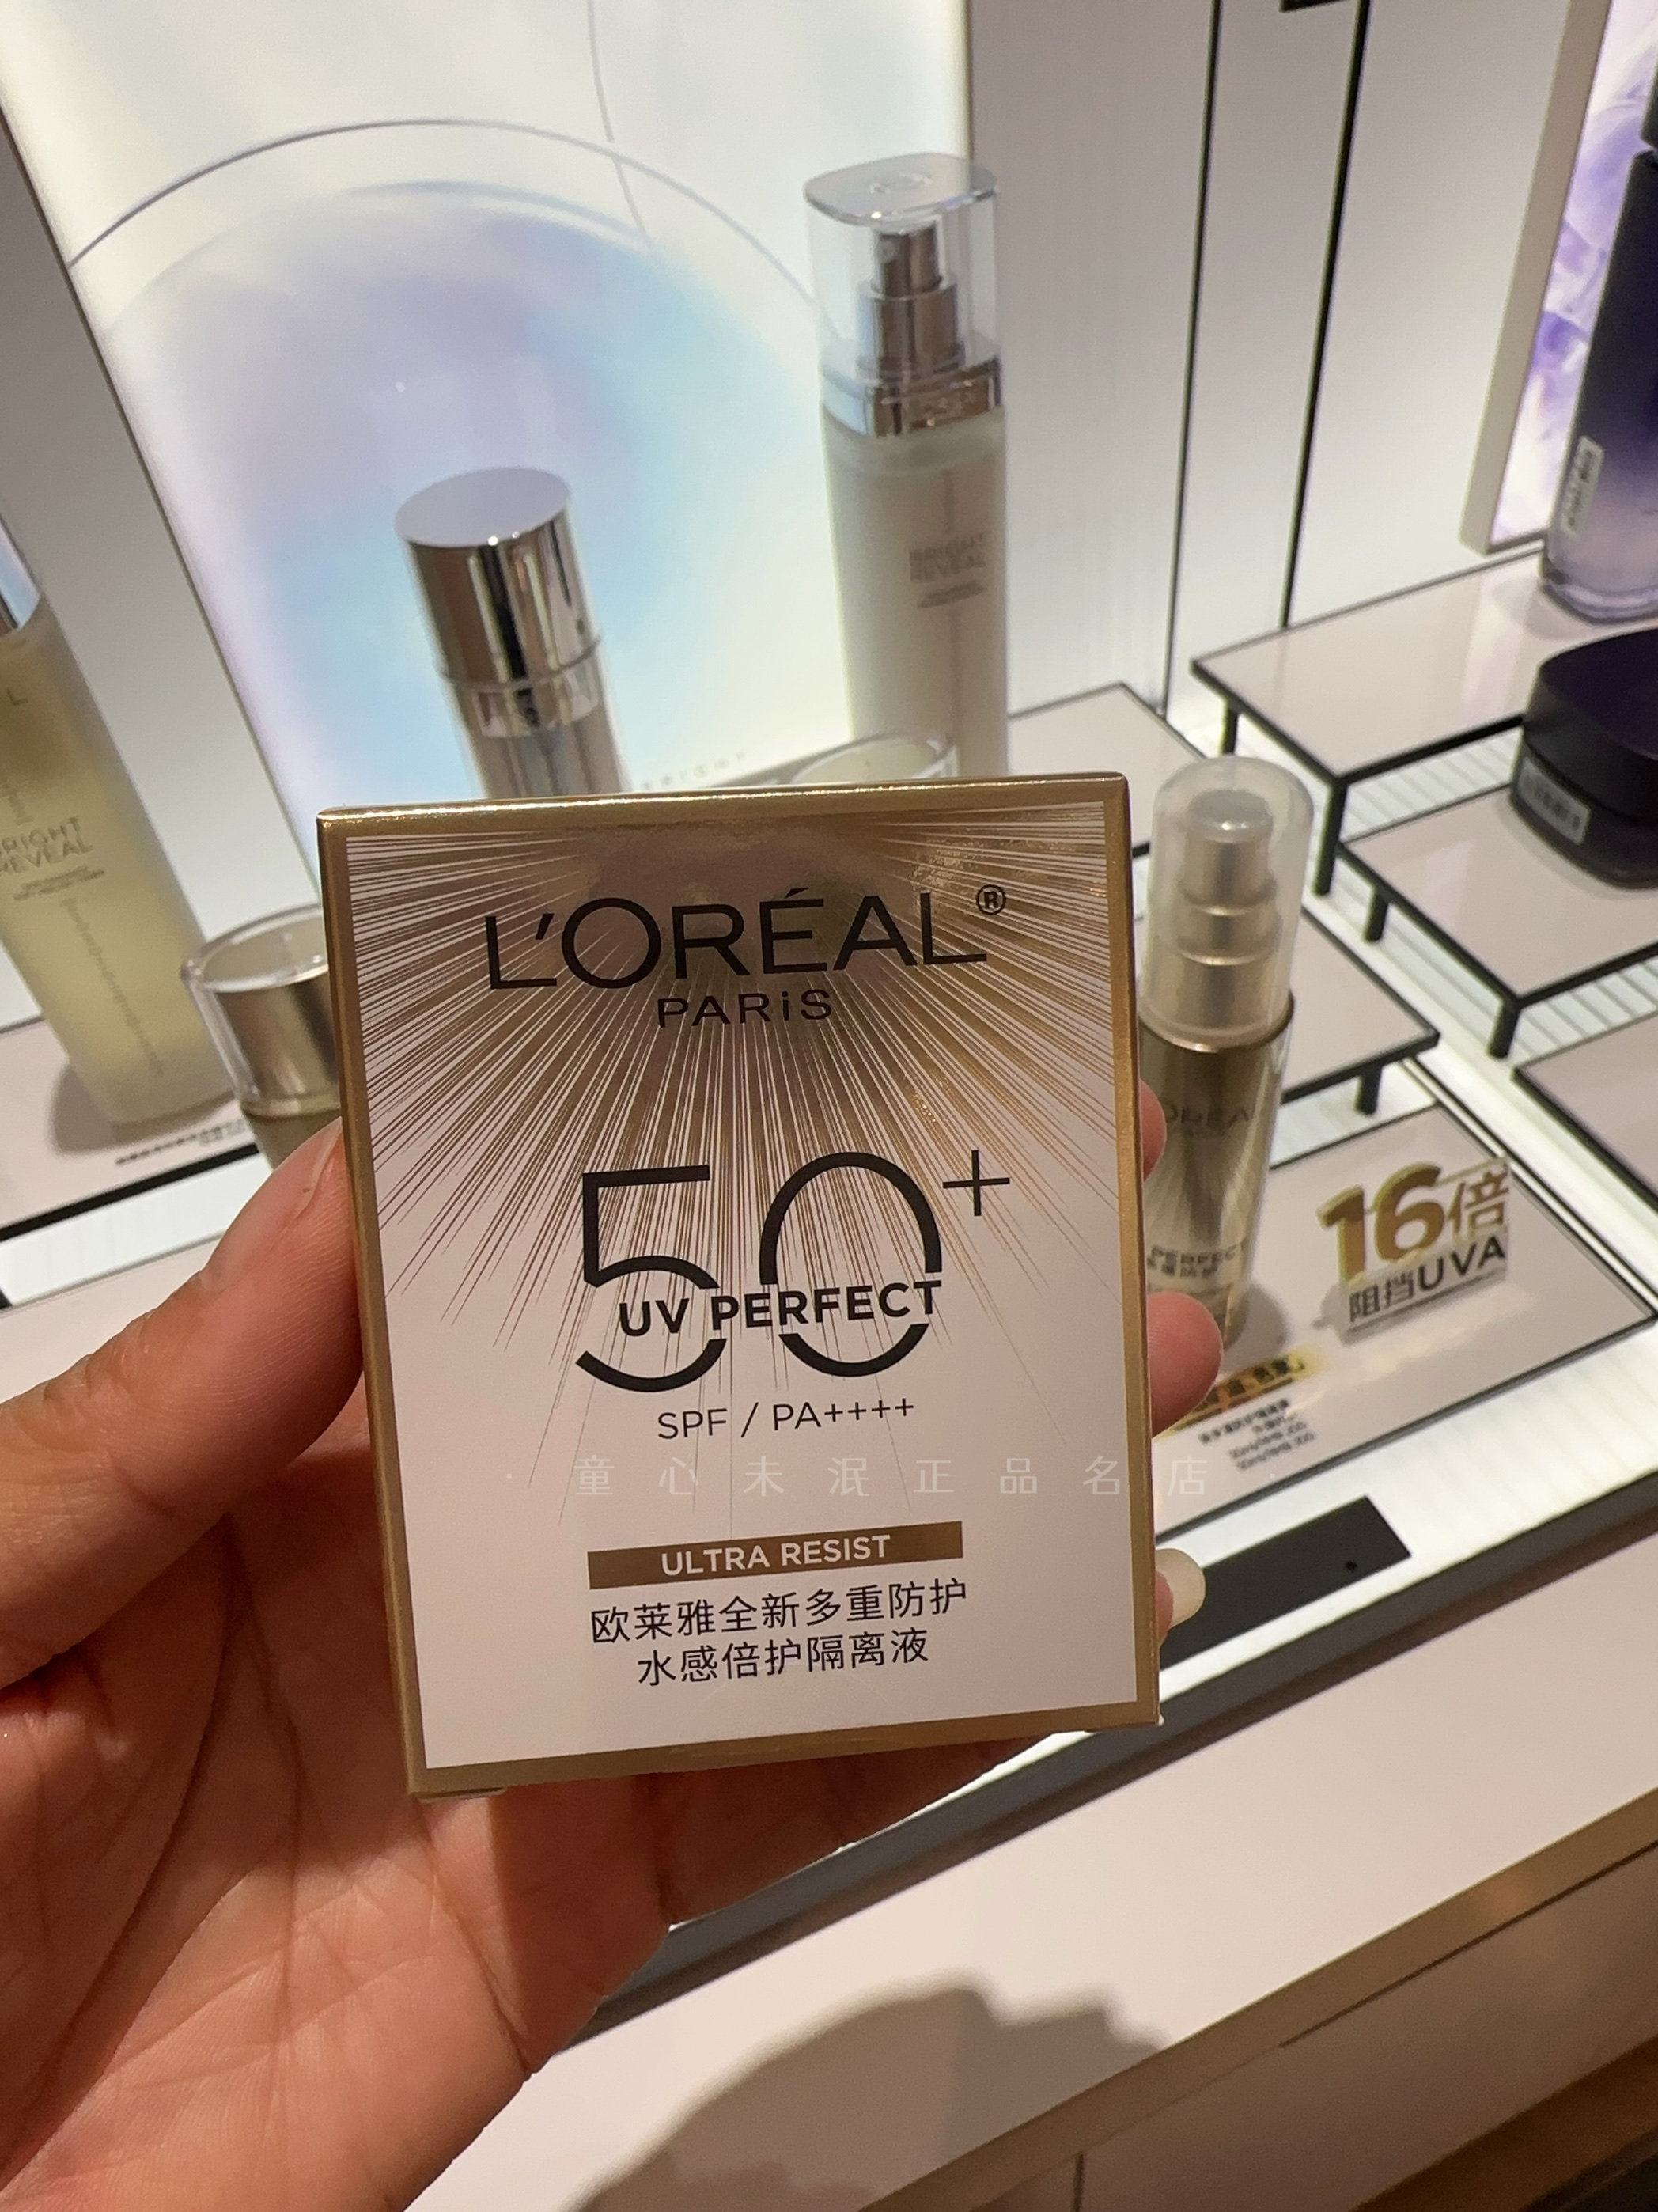 BRIGHT
REVEAL
BRIGHT
REVEAL
L'ORÉAL®
PARiS
50+
UV PERFECT
SPF / PA++++
· 童心未泯正品名店 ·
ULTRA RESIST
欧莱雅全新多重防护
水感倍护隔离液
16倍
阻挡UVA